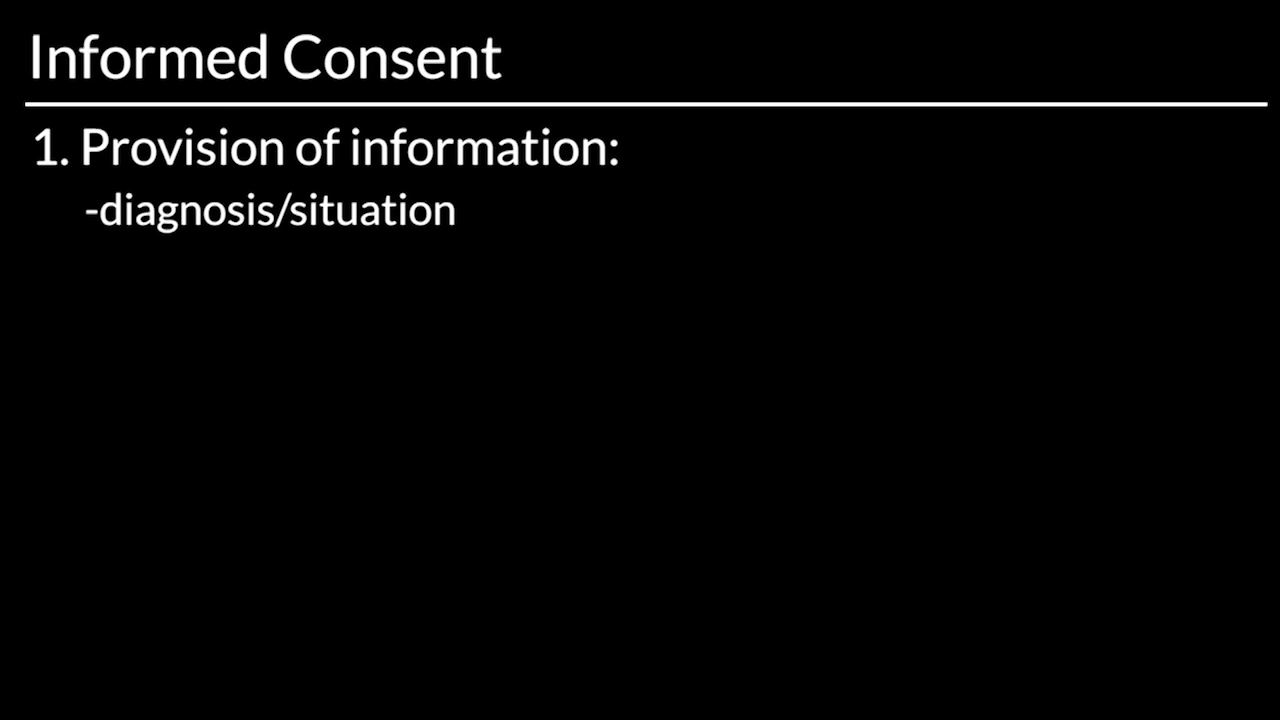 Informed Consent
1. Provision of information:
-diagnosis/situation